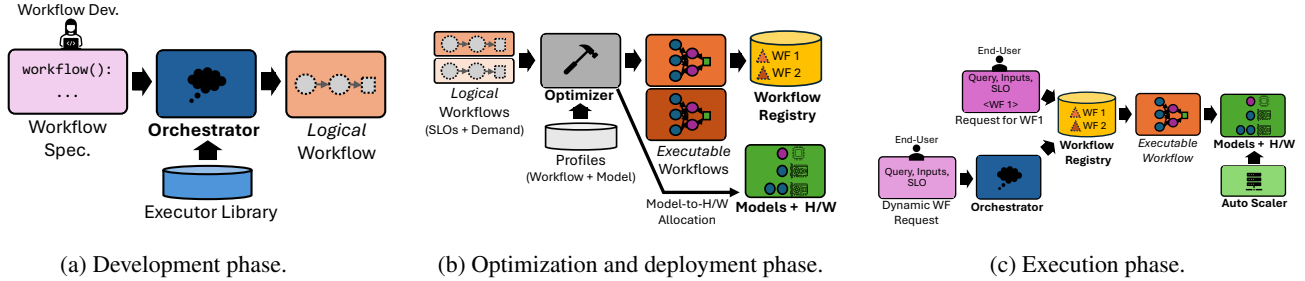 Workflow Dev.
workflow():
...
Workflow
Spec.
Orchestrator
Executor Library
Logical
Workflow
(a) Development phase.
Logical
Workflows
(SLOs + Demand)
Optimizer
Profiles
(Workflow + Model)
Executable
Workflows
WF 1
WF 2
Workflow
Registry
Model-to-H/W
Allocation
Models + H/W
(b) Optimization and deployment phase.
End-User
Query, Inputs,
SLO
<WF 1>
Request for WF1
End-User
Query, Inputs,
SLO
Dynamic WF
Request
Orchestrator
WF 1
WF 2
Workflow
Registry
Executable
Workflow
Models + H/W
Auto Scaler
(c) Execution phase.